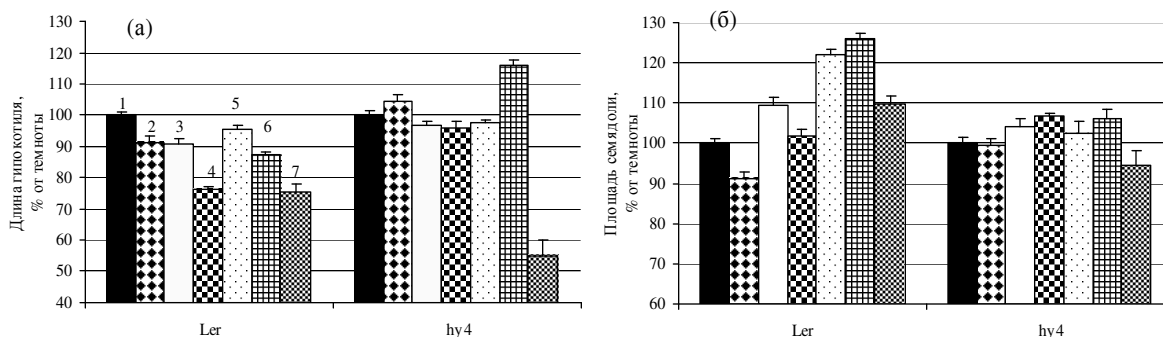 (а)
Длина гипокотиля,
% от темноты
130
120
110
100
90
80
70
60
50
40
1
2
3
4
5
6
7
Ler
hy4
(б)
Площадь семядоли,
% от темноты
130
120
110
100
90
80
70
60
Ler
hy4